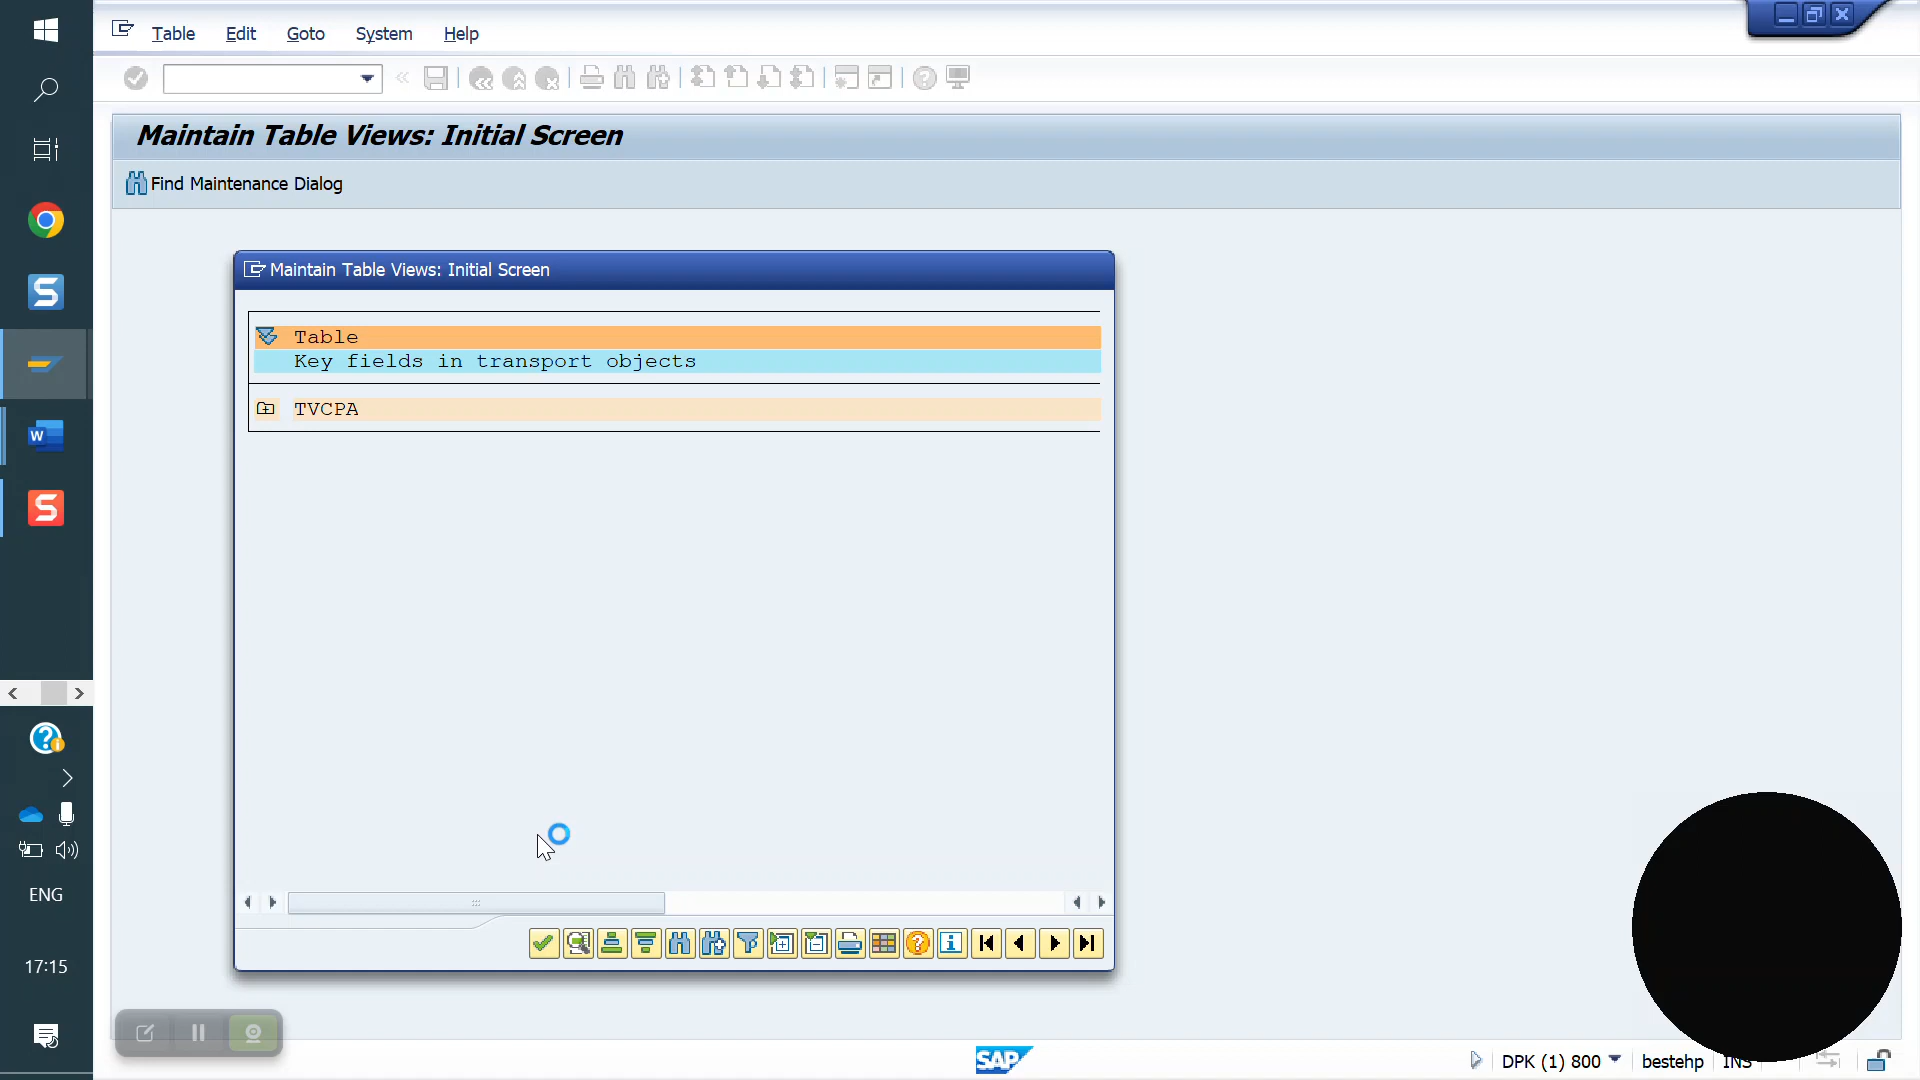 Table Edit Goto System Help
Maintain Table Views: Initial Screen
Find Maintenance Dialog
Maintain Table Views: Initial Screen
Table
Key fields in transport objects
TVCPA
ENG
17:15
SAP
DPK (1) 800 bestehp INS